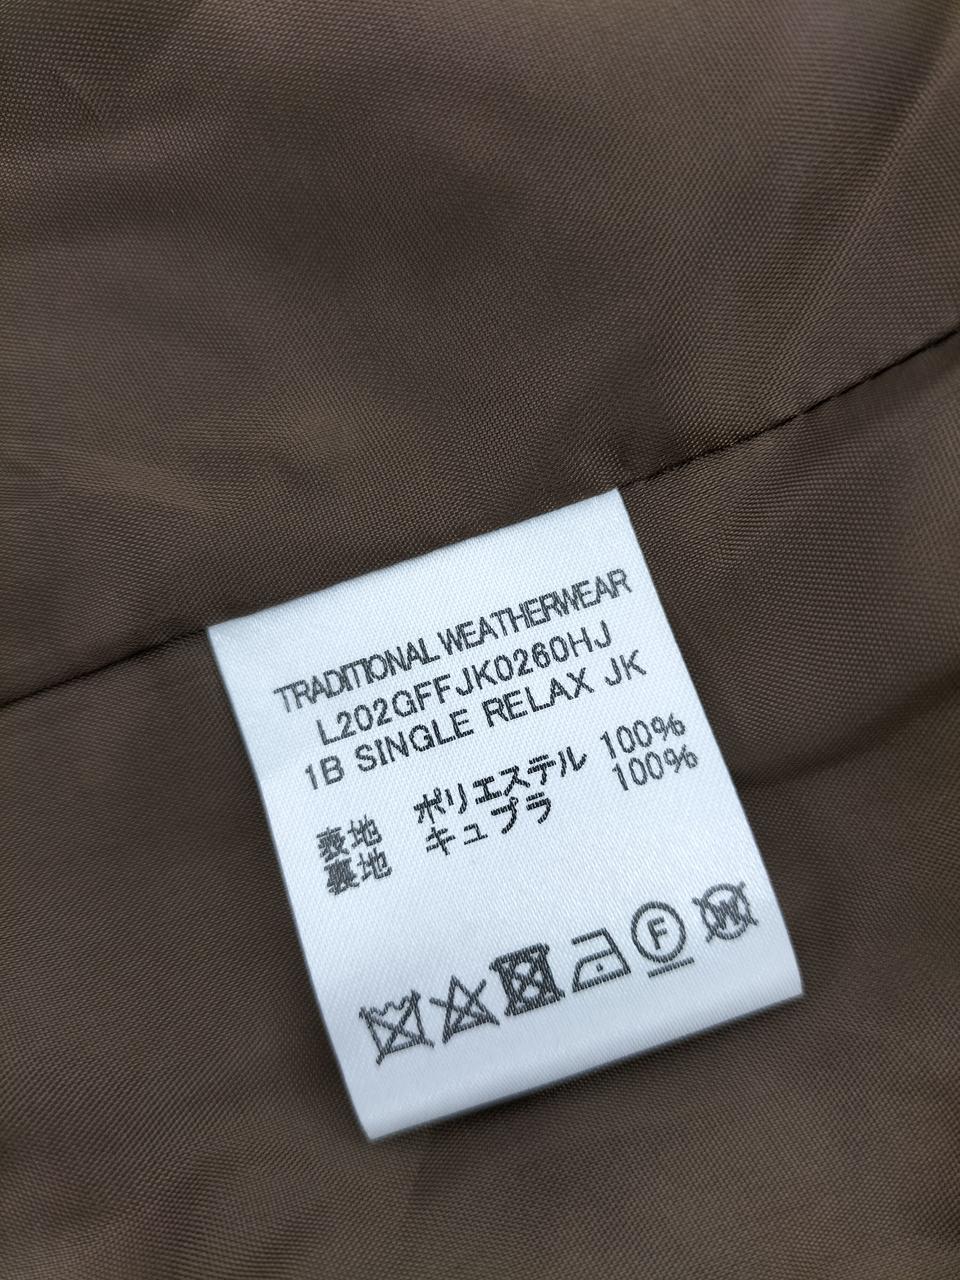 TRADITIONAL WEATHERWEAR
L202GFFJK0260HJ
1B SINGLE RELAX JK
表地 ポリエステル 100%
裏地 キュプラ 100%
F
W